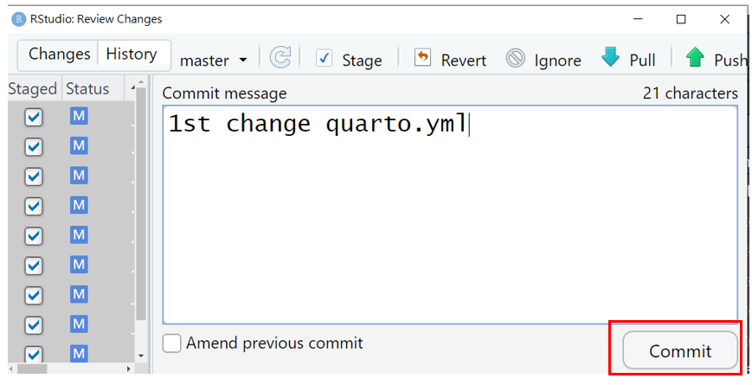 R RStudio: Review Changes
Changes History master Stage Revert Ignore Pull Push
Staged Status
Commit message 21 characters
M
1st change quarto.yml
M
M
M
M
M
M
M
M
Amend previous commit
Commit